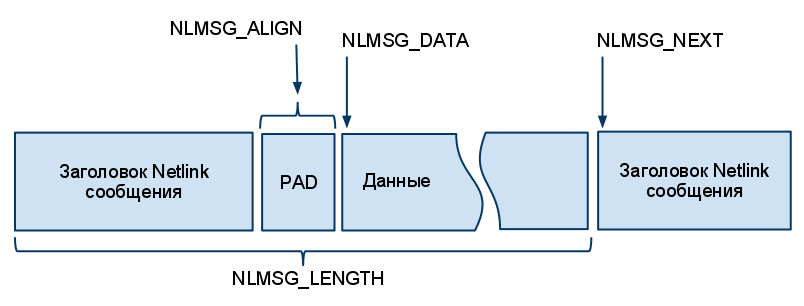 NLMSG_ALIGN
NLMSG_DATA
NLMSG_NEXT
Заголовок Netlink
сообщения
PAD
Данные
Заголовок Netlink
сообщения
NLMSG_LENGTH